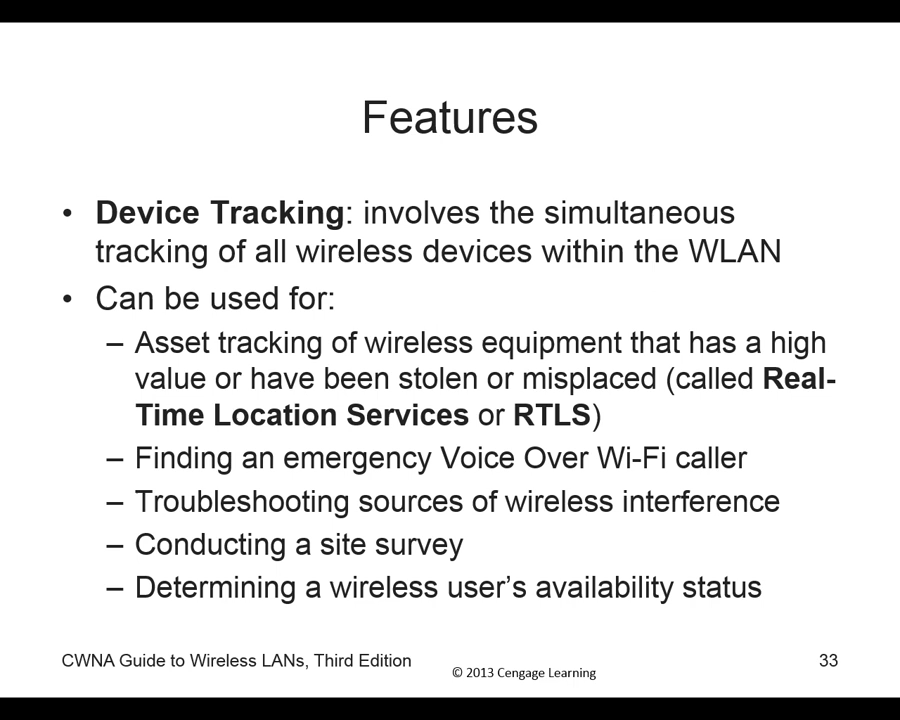 Features
• Device Tracking: involves the simultaneous
tracking of all wireless devices within the WLAN
• Can be used for:
– Asset tracking of wireless equipment that has a high
value or have been stolen or misplaced (called Real-
Time Location Services or RTLS)
– Finding an emergency Voice Over Wi-Fi caller
– Troubleshooting sources of wireless interference
– Conducting a site survey
– Determining a wireless user’s availability status
CWNA Guide to Wireless LANs, Third Edition
© 2013 Cengage Learning
33